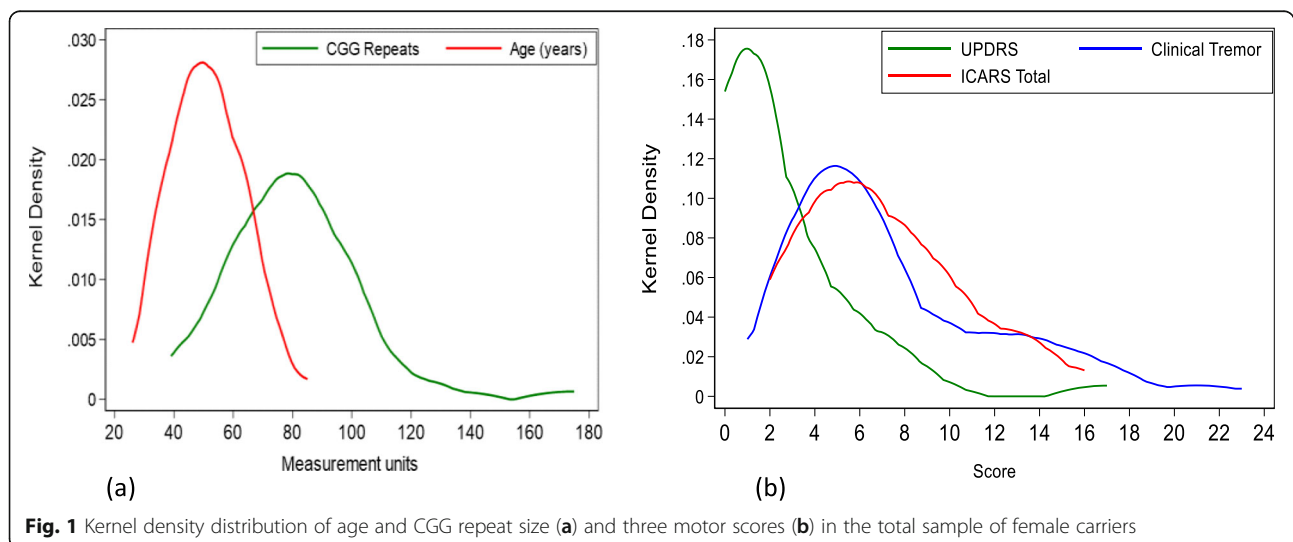 CGG Repeats Age (years)
.030
.025
.020
.015
.010
.005
0
Kernel Density
20 40 60 80 100 120 140 160 180
Measurement units
(a)
UPDRS Clinical Tremor
ICARS Total
.18
.16
.14
.12
.10
.08
.06
.04
.02
0
Kernel Density
0 2 4 6 8 10 12 14 16 18 20 22 24
Score
(b)
Fig. 1 Kernel density distribution of age and CGG repeat size (a) and three motor scores (b) in the total sample of female carriers